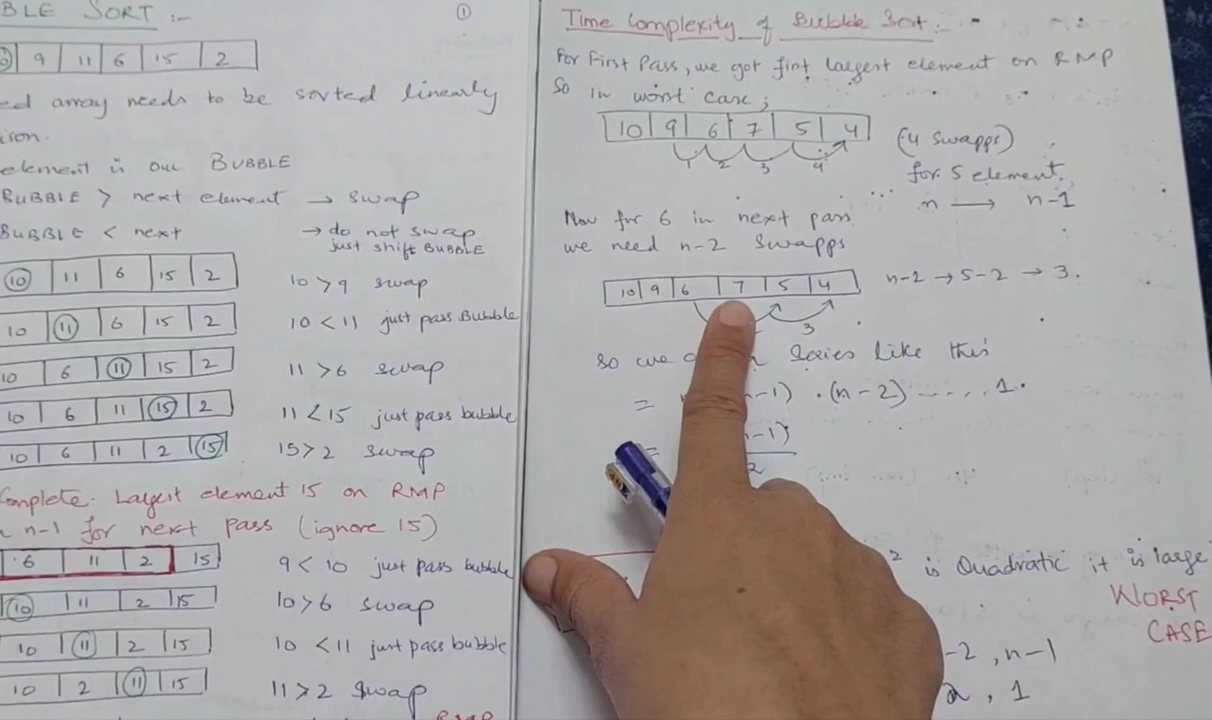 BLE SORT :-
①
9 11 6 15 2
ed array needs to be sorted linearly
element is our BUBBLE
BUBBLE > next element → swap
BUBBLE < next → do not swap
just shift BUBBLE
10 11 6 15 2 10 > 9 swap
10 11 6 15 2 10 < 11 just pass Bubble
10 6 11 15 2 11 > 6 swap
10 6 11 15 2 11 < 15 just pass bubble
10 6 11 2 15 15 > 2 swap
Complete. Largest element 15 on RMP
n-1 for next pass (ignore 15)
6 11 2 15 9 < 10 just pass bubble
10 11 2 15 10 > 6 swap
10 11 2 15 10 < 11 just pass bubble
10 2 11 15 11 > 2 swap
RMP
Time Complexity of Bubble Sort :-
For First Pass, we got first largest element on RMP
So in worst case;
10 9 6 7 5 4
1 2 3 4
(4 swapps)
for 5 element.
n → n-1
Now for 6 in next pass
we need n-2 swapps
10 9 6 7 5 4 n-2 → 5-2 → 3.
3
So we series like this
= -1) . (n-2) ..... 1.
= -1)
2
2 is Quadratic it is large
WORST
CASE
-2 , n-1
2 , 1